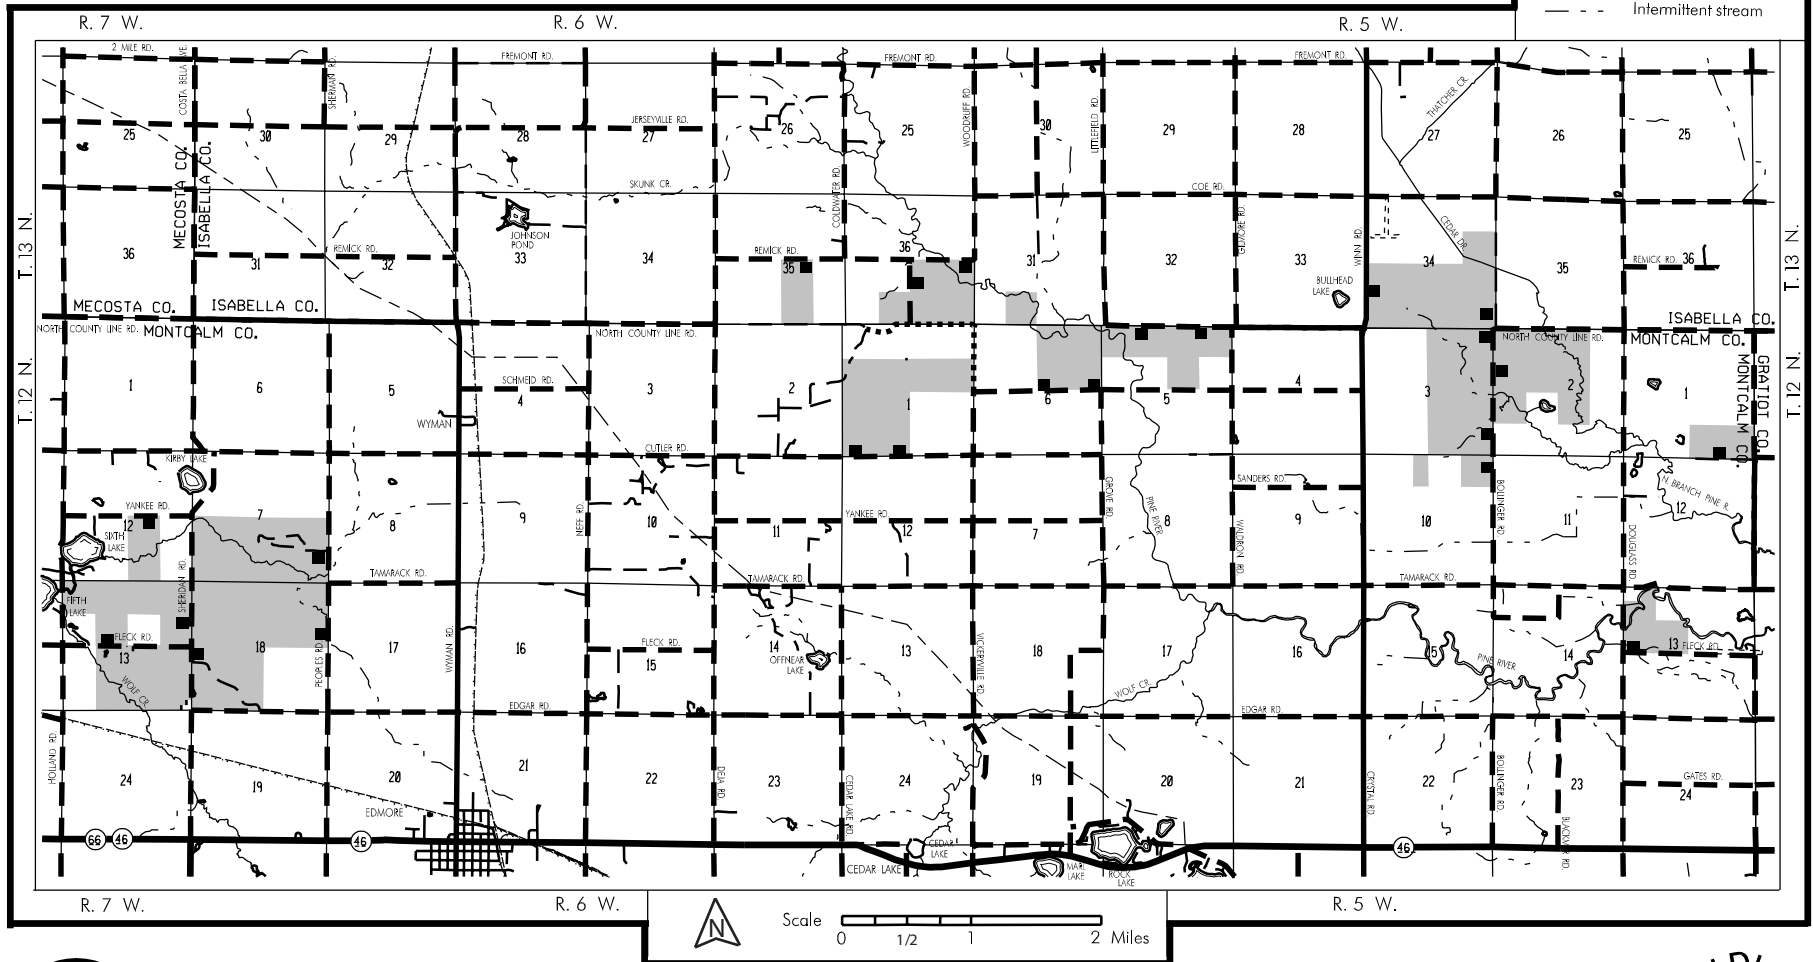 Intermittent stream
R. 7 W.
R. 6 W.
R. 5 W.
2 MILE RD.
COSTA BELLA AVE.
SHERMAN RD.
FREMONT RD.
FREMONT RD.
FREMONT RD.
THATCHER CR.
WOODRUFF RD.
LITTLEFIELD RD.
JERSEYVILLE RD.
25
30
29
28
27
26
25
30
29
28
27
26
25
MECOSTA CO.
ISABELLA CO.
SKUNK CR.
COLDWATER RD.
COE RD.
GILMORE RD.
WINN RD.
CEDAR DR.
T. 13 N.
T. 13 N.
JOHNSON
POND
REMICK RD.
REMICK RD.
REMICK RD.
36
31
32
33
34
35
36
31
32
33
34
35
36
BULLHEAD
LAKE
MECOSTA CO.
ISABELLA CO.
ISABELLA CO.
NORTH COUNTY LINE RD.
MONTCALM CO.
NORTH COUNTY LINE RD.
NORTH COUNTY LINE RD.
MONTCALM CO.
GRATIOT CO.
MONTCALM CO.
T. 12 N.
T. 12 N.
SCHMEID RD.
1
6
5
4
3
2
1
6
5
4
3
2
1
WYMAN
CUTLER RD.
KIRBY LAKE
SANDERS RD.
N. BRANCH PINE R.
YANKEE RD.
YANKEE RD.
NEFF RD.
GROVE RD.
PINE RIVER
WALDRON RD.
BOLLINGER RD.
DOUGLASS RD.
12
7
8
9
10
11
12
7
8
9
10
11
12
SIXTH
LAKE
SHERIDAN RD.
TAMARACK RD.
TAMARACK RD.
TAMARACK RD.
FIFTH
LAKE
FLECK RD.
FLECK RD.
FLECK RD.
13
18
17
16
15
14
13
18
17
16
15
14
13
PEOPLES RD.
WYMAN RD.
OFFNEAR
LAKE
VICKERYVILLE RD.
PINE RIVER
WOLF CR.
WOLF CR.
EDGAR RD.
EDGAR RD.
HOLLAND RD.
DEJA RD.
CEDAR LAKE RD.
CRYSTAL RD.
BOLLINGER RD.
BLACKMER RD.
GATES RD.
24
19
20
21
22
23
24
19
20
21
22
23
24
EDMORE
66
46
46
46
CEDAR
LAKE
CEDAR LAKE
MARL
LAKE
ROCK
LAKE
R. 7 W.
R. 6 W.
R. 5 W.
N
Scale
0
1/2
1
2 Miles